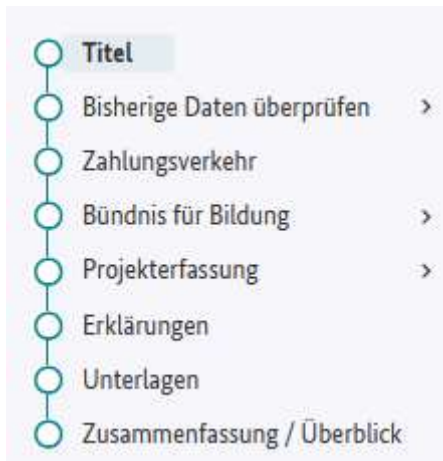 Titel
Bisherige Daten überprüfen
Zahlungsverkehr
Bündnis für Bildung
Projekterfassung
Erklärungen
Unterlagen
Zusammenfassung / Überblick